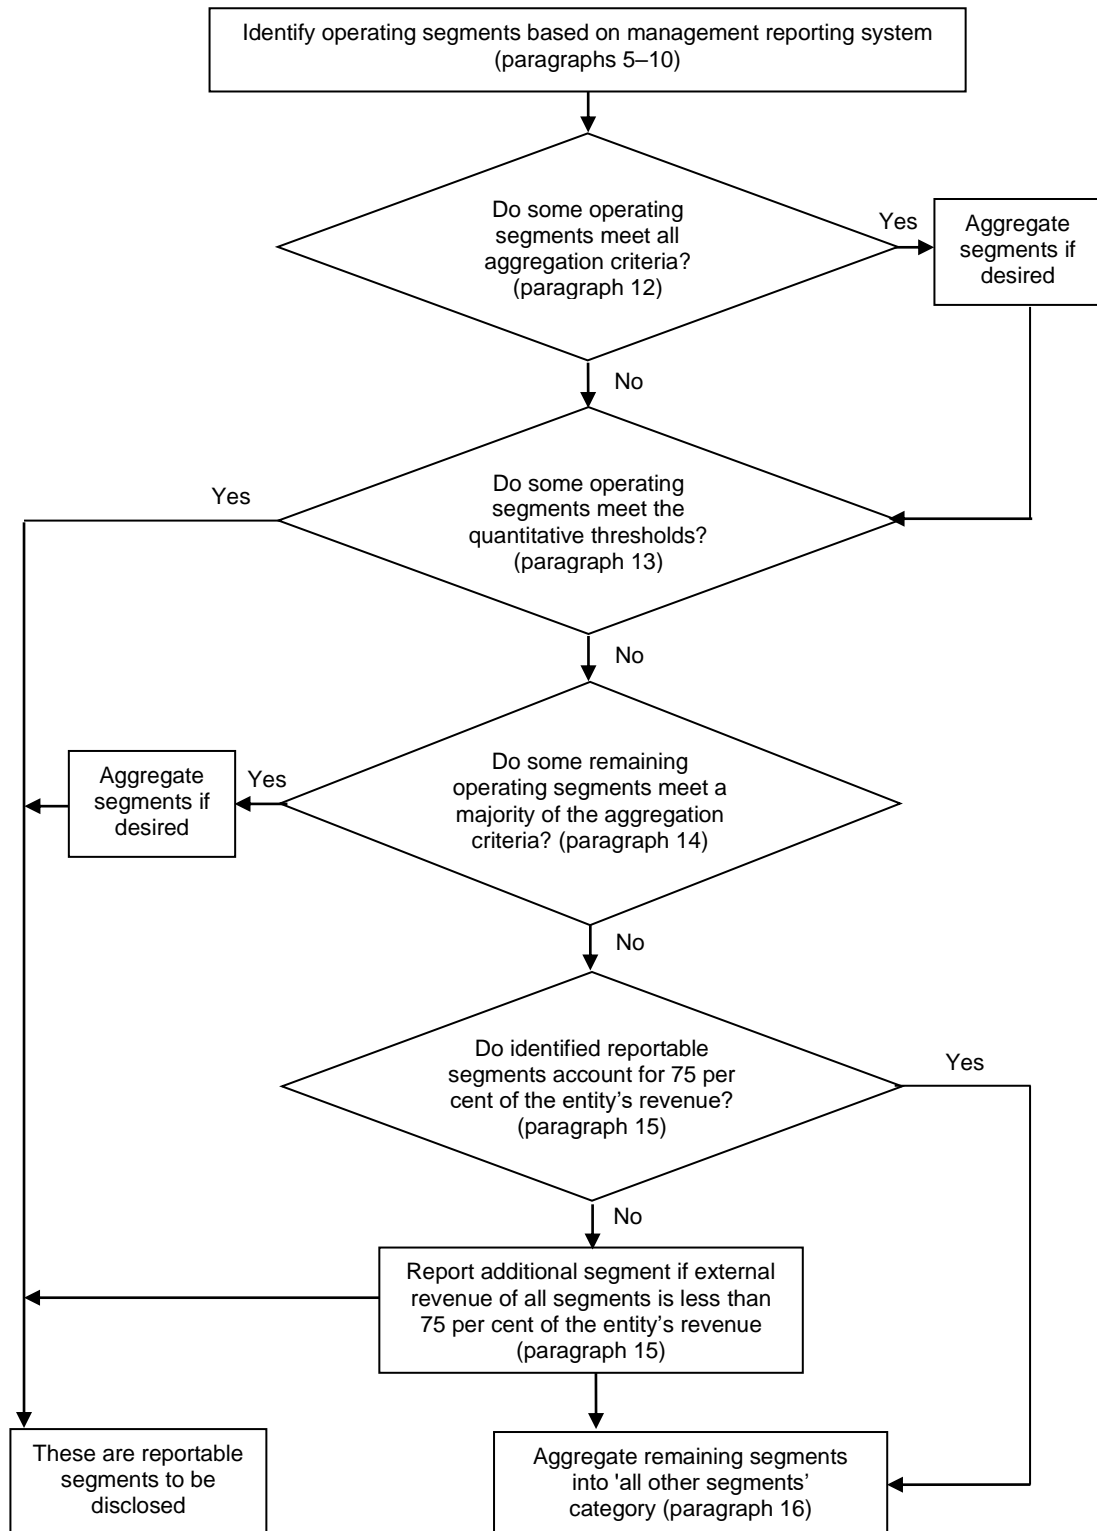 Identify operating segments based on management reporting system
(paragraphs 5–10)
Do some operating
segments meet all
aggregation criteria?
(paragraph 12)
Yes
Aggregate
segments if
desired
No
Yes
Do some operating
segments meet the
quantitative thresholds?
(paragraph 13)
No
Aggregate
segments if
desired
Yes
Do some remaining
operating segments meet a
majority of the aggregation
criteria? (paragraph 14)
No
Do identified reportable
segments account for 75 per
cent of the entity’s revenue?
(paragraph 15)
Yes
No
Report additional segment if external
revenue of all segments is less than
75 per cent of the entity’s revenue
(paragraph 15)
These are reportable
segments to be
disclosed
Aggregate remaining segments
into 'all other segments’
category (paragraph 16)